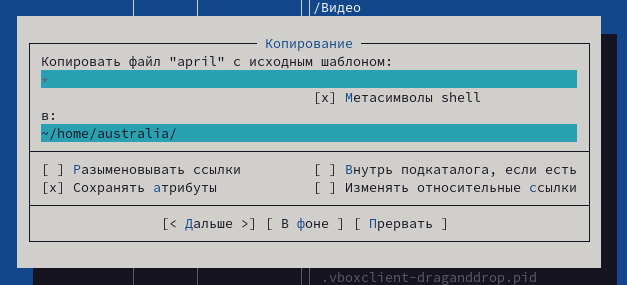 /Видео
Копирование
Копировать файл "april" с исходным шаблоном:
*
[x] Метасимволы shell
в:
~/home/australia/
[ ] Разыменовывать ссылки [ ] Внутрь подкаталога, если есть
[x] Сохранять атрибуты [ ] Изменять относительные ссылки
[< Дальше >] [ В фоне ] [ Прервать ]
.vboxclient-draganddrop.pid